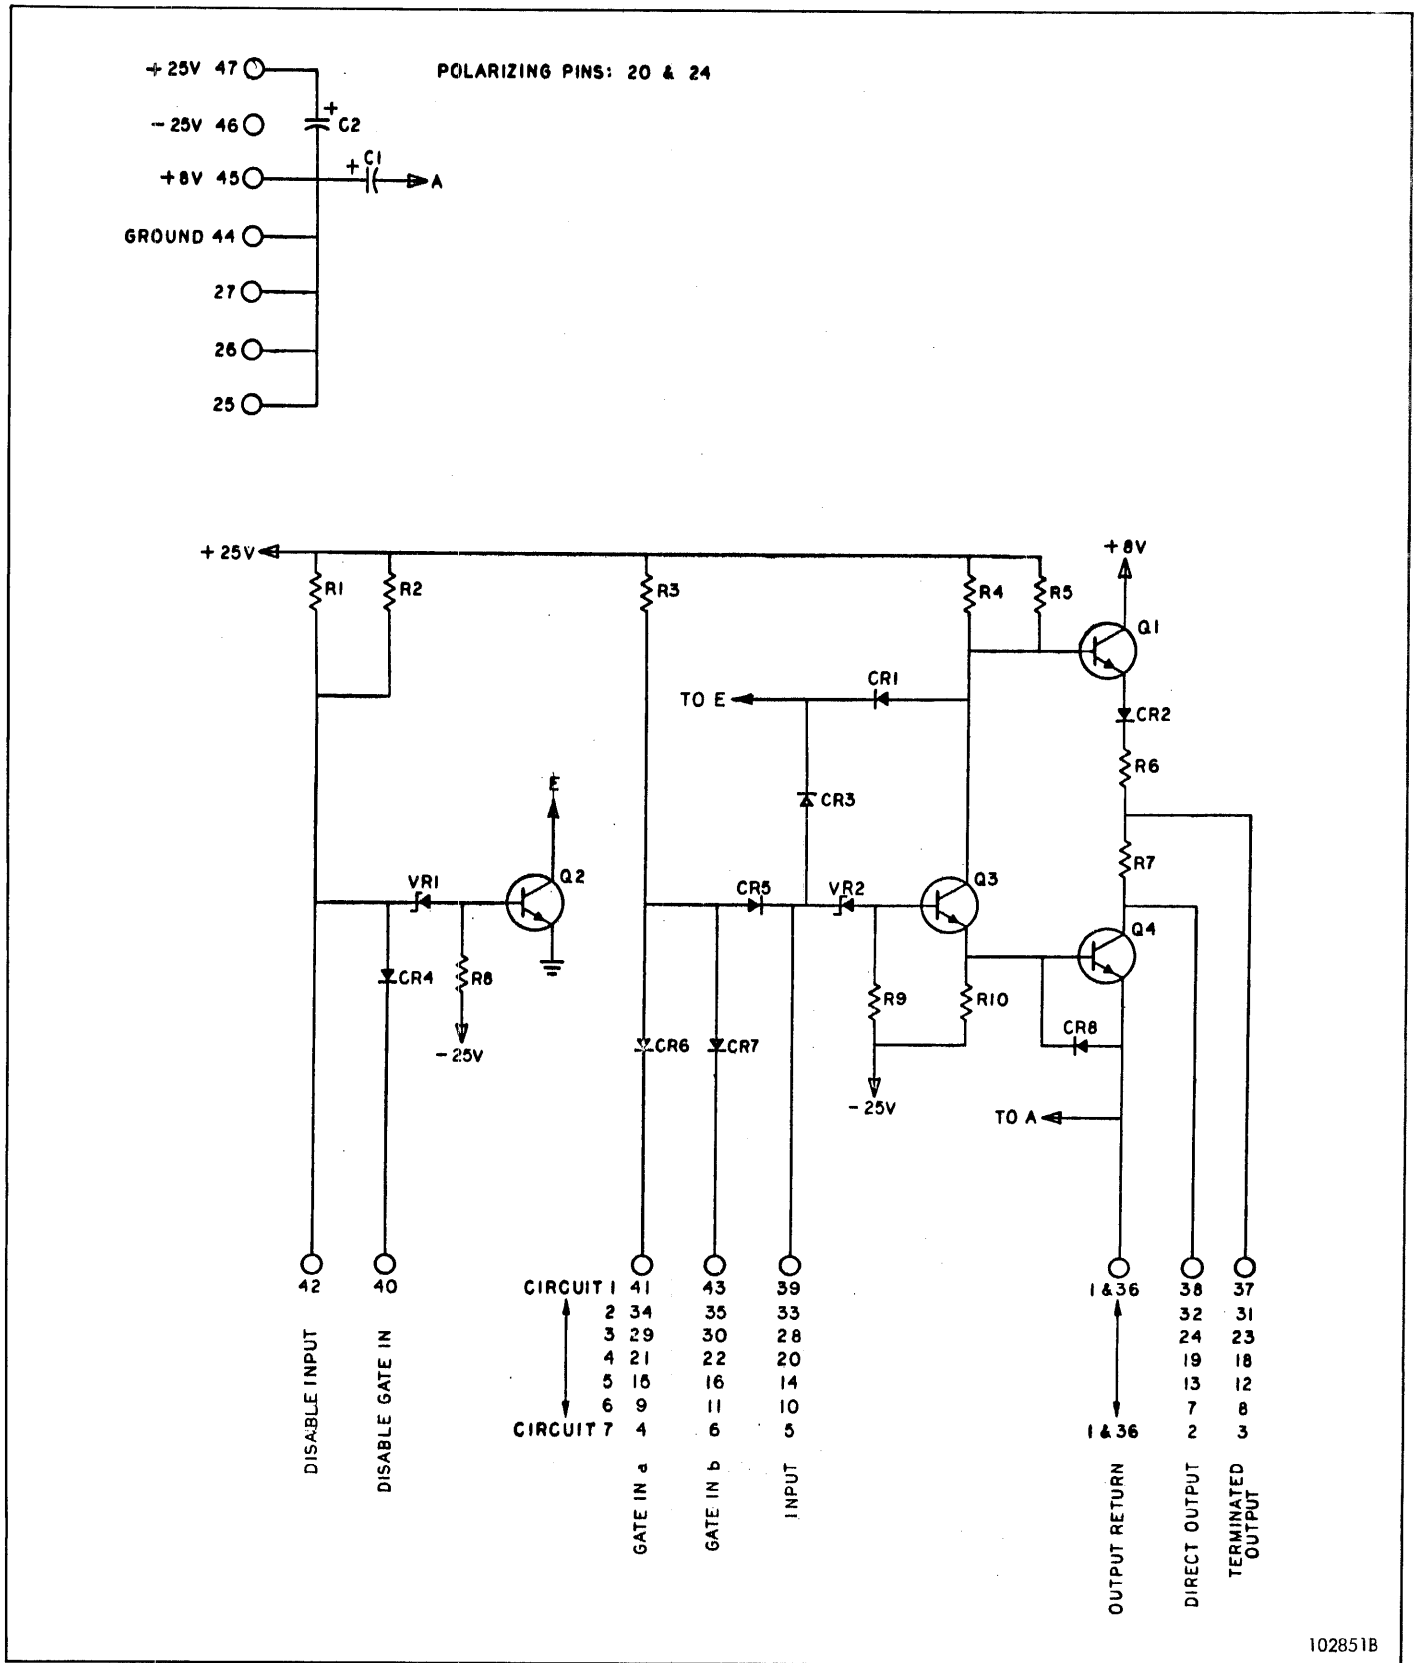 + 25V 47
POLARIZING PINS: 20 & 24
+
C2
- 25V 46
+ C1
+8V 45
A
GROUND 44
27
26
25
+ 25V
+8V
R1
R2
R3
R4
R5
Q1
CR1
TO E
CR2
R6
E
CR3
R7
VR1
Q2
CR5
VR2
Q3
Q4
CR4
R8
R9
R10
CR6
CR7
CR8
- 25V
- 25V
TO A
42 40 CIRCUIT 1 41 43 39 1 & 36 38 37
2 34 35 33 32 31
3 29 30 28 24 23
4 21 22 20 19 18
5 15 16 14 13 12
6 9 11 10 7 8
CIRCUIT 7 4 6 5 1 & 36 2 3
DISABLE INPUT
DISABLE GATE IN
GATE IN a
GATE IN b
INPUT
OUTPUT RETURN
DIRECT OUTPUT
TERMINATED
OUTPUT
102851B